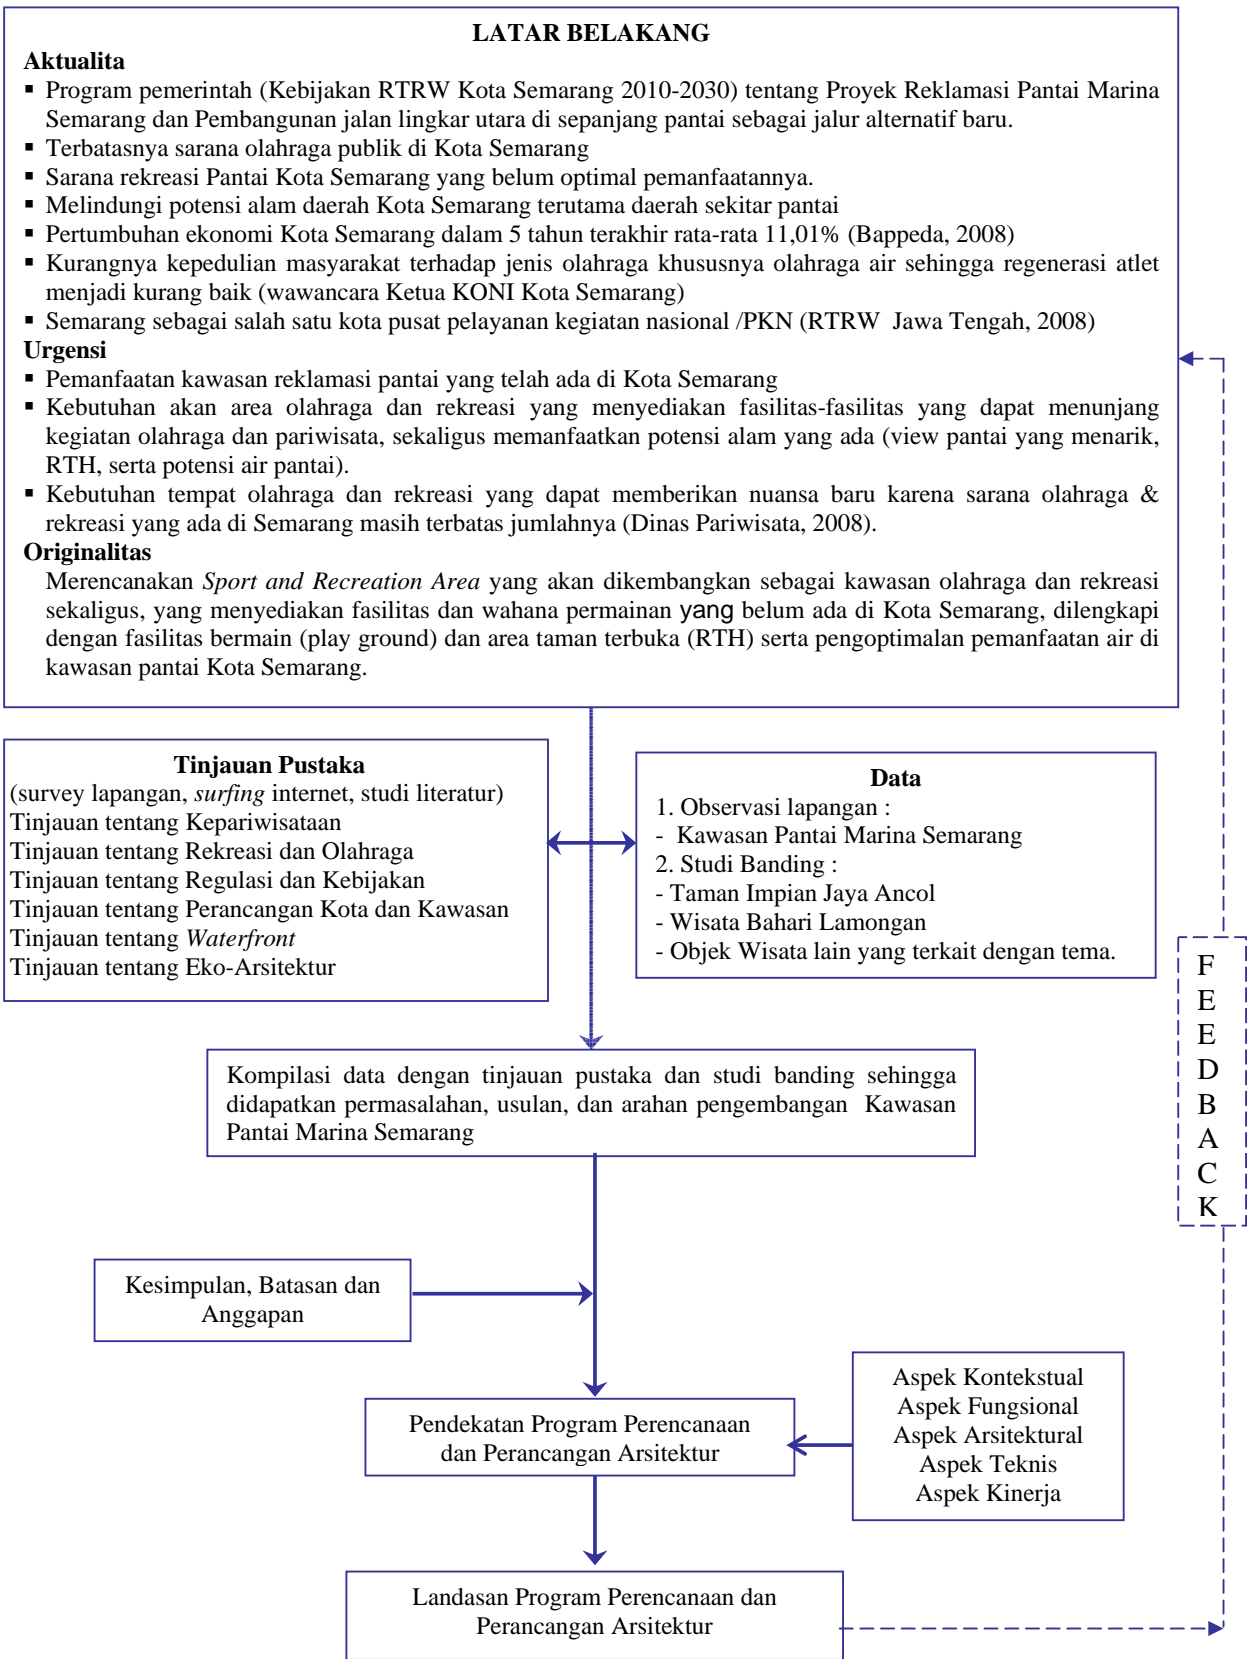 LATAR BELAKANG
Aktualita
▪ Program pemerintah (Kebijakan RTRW Kota Semarang 2010-2030) tentang Proyek Reklamasi Pantai Marina
Semarang dan Pembangunan jalan lingkar utara di sepanjang pantai sebagai jalur alternatif baru.
▪ Terbatasnya sarana olahraga publik di Kota Semarang
▪ Sarana rekreasi Pantai Kota Semarang yang belum optimal pemanfaatannya.
▪ Melindungi potensi alam daerah Kota Semarang terutama daerah sekitar pantai
▪ Pertumbuhan ekonomi Kota Semarang dalam 5 tahun terakhir rata-rata 11,01% (Bappeda, 2008)
▪ Kurangnya kepedulian masyarakat terhadap jenis olahraga khususnya olahraga air sehingga regenerasi atlet
menjadi kurang baik (wawancara Ketua KONI Kota Semarang)
▪ Semarang sebagai salah satu kota pusat pelayanan kegiatan nasional /PKN (RTRW Jawa Tengah, 2008)
Urgensi
▪ Pemanfaatan kawasan reklamasi pantai yang telah ada di Kota Semarang
▪ Kebutuhan akan area olahraga dan rekreasi yang menyediakan fasilitas-fasilitas yang dapat menunjang
kegiatan olahraga dan pariwisata, sekaligus memanfaatkan potensi alam yang ada (view pantai yang menarik,
RTH, serta potensi air pantai).
▪ Kebutuhan tempat olahraga dan rekreasi yang dapat memberikan nuansa baru karena sarana olahraga &
rekreasi yang ada di Semarang masih terbatas jumlahnya (Dinas Pariwisata, 2008).
Originalitas
Merencanakan Sport and Recreation Area yang akan dikembangkan sebagai kawasan olahraga dan rekreasi
sekaligus, yang menyediakan fasilitas dan wahana permainan yang belum ada di Kota Semarang, dilengkapi
dengan fasilitas bermain (play ground) dan area taman terbuka (RTH) serta pengoptimalan pemanfaatan air di
kawasan pantai Kota Semarang.
Tinjauan Pustaka
(survey lapangan, surfing internet, studi literatur)
Tinjauan tentang Kepariwisataan
Tinjauan tentang Rekreasi dan Olahraga
Tinjauan tentang Regulasi dan Kebijakan
Tinjauan tentang Perancangan Kota dan Kawasan
Tinjauan tentang Waterfront
Tinjauan tentang Eko-Arsitektur
Data
1. Observasi lapangan :
- Kawasan Pantai Marina Semarang
2. Studi Banding :
- Taman Impian Jaya Ancol
- Wisata Bahari Lamongan
- Objek Wisata lain yang terkait dengan tema.
F
E
E
D
B
A
C
K
Kompilasi data dengan tinjauan pustaka dan studi banding sehingga
didapatkan permasalahan, usulan, dan arahan pengembangan Kawasan
Pantai Marina Semarang
Kesimpulan, Batasan dan
Anggapan
Pendekatan Program Perencanaan
dan Perancangan Arsitektur
Aspek Kontekstual
Aspek Fungsional
Aspek Arsitektural
Aspek Teknis
Aspek Kinerja
Landasan Program Perencanaan dan
Perancangan Arsitektur